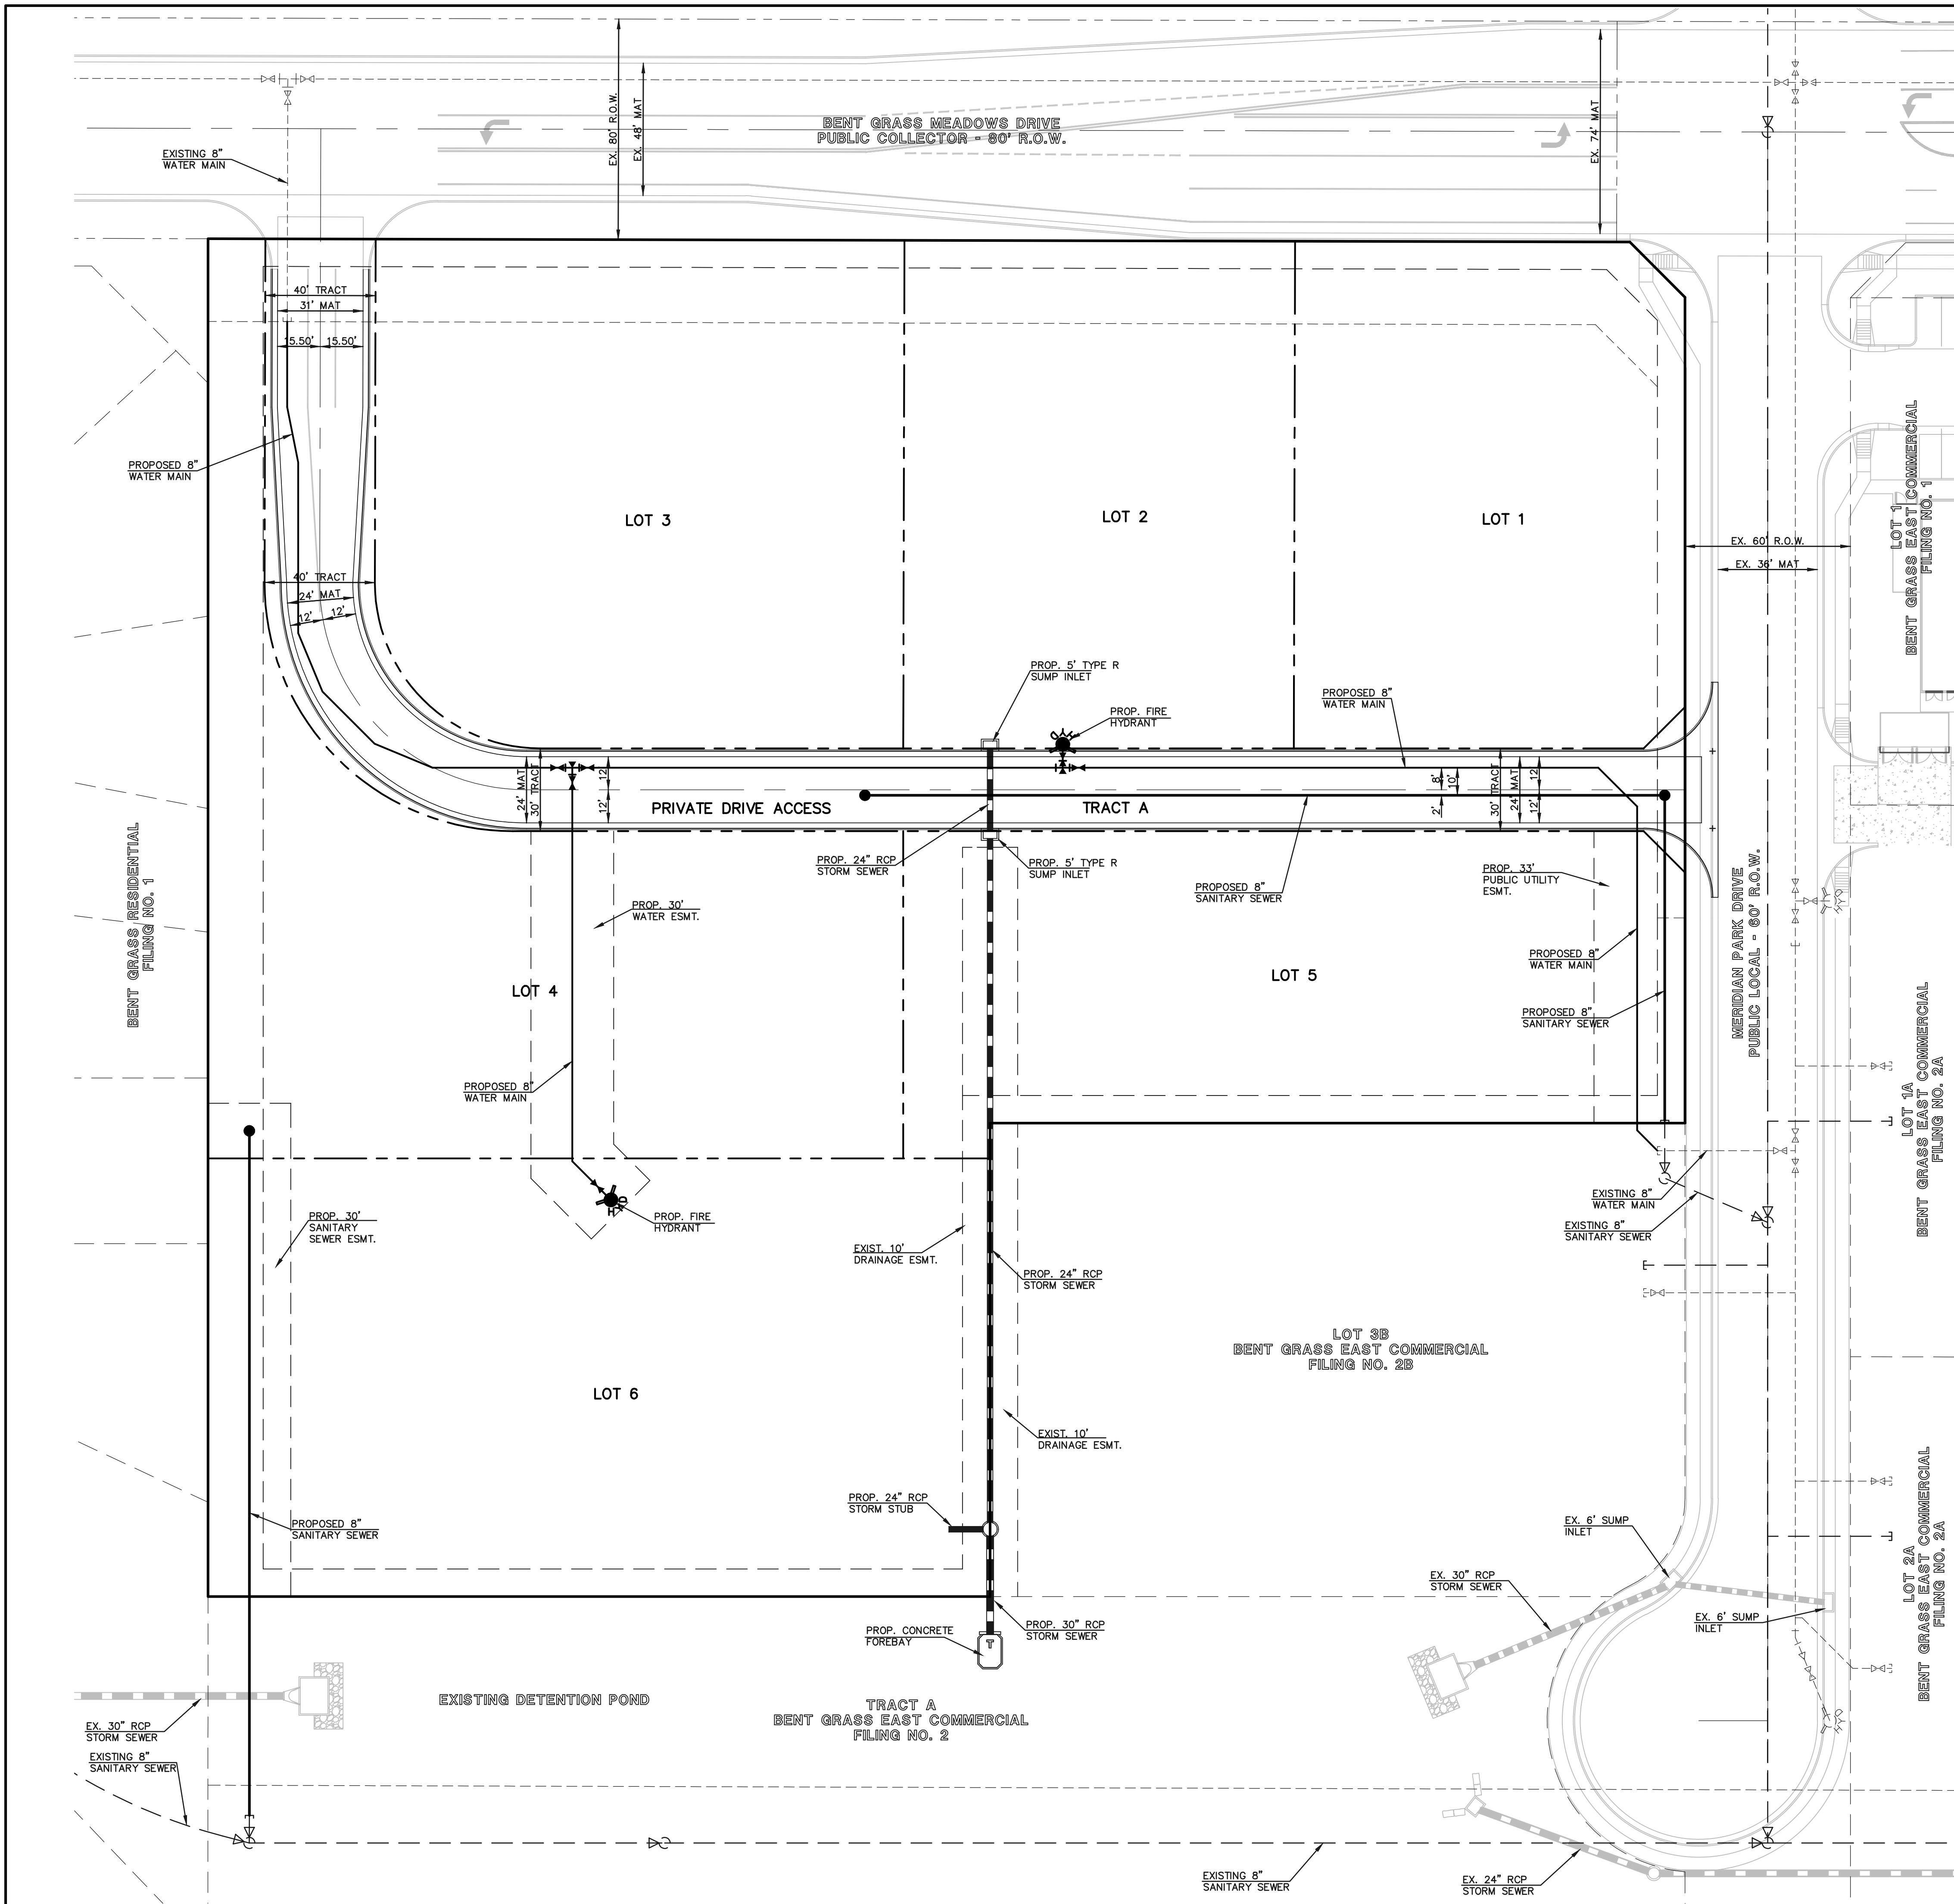 BENT GRASS MEADOWS DRIVE
PUBLIC COLLECTOR - 80' R.O.W.
EX. 80' R.O.W.
EX. 48' MAT
EX. 74' MAT
EXISTING 8"
WATER MAIN
40' TRACT
31' MAT
15.50'
15.50'
PROPOSED 8"
WATER MAIN
LOT 3
LOT 2
LOT 1
EX. 60' R.O.W.
EX. 36' MAT
LOT 1
BENT GRASS EAST COMMERCIAL
FILING NO. 1
40' TRACT
24' MAT
12'
12'
PROP. 5' TYPE R
SUMP INLET
PROP. FIRE
HYDRANT
PROPOSED 8"
WATER MAIN
HYD
24' MAT
30' TRACT
12'
12'
PRIVATE DRIVE ACCESS
TRACT A
8'
10'
2'
30' TRACT
24' MAT
12'
12'
PROP. 24" RCP
STORM SEWER
PROP. 5' TYPE R
SUMP INLET
PROPOSED 8"
SANITARY SEWER
PROP. 33'
PUBLIC UTILITY
ESMT.
BENT GRASS RESIDENTIAL
FILING NO. 1
PROP. 30'
WATER ESMT.
HYD
MERIDIAN PARK DRIVE
PUBLIC LOCAL - 60' R.O.W.
PROPOSED 8"
WATER MAIN
LOT 4
LOT 5
PROPOSED 8"
SANITARY SEWER
LOT 1A
BENT GRASS EAST COMMERCIAL
FILING NO. 2A
PROPOSED 8"
WATER MAIN
PROP. 30'
SANITARY
SEWER ESMT.
HYD
PROP. FIRE
HYDRANT
EXISTING 8"
WATER MAIN
EXISTING 8"
SANITARY SEWER
EXIST. 10'
DRAINAGE ESMT.
PROP. 24" RCP
STORM SEWER
LOT 3B
BENT GRASS EAST COMMERCIAL
FILING NO. 2B
LOT 6
EXIST. 10'
DRAINAGE ESMT.
PROP. 24" RCP
STORM STUB
PROPOSED 8"
SANITARY SEWER
EX. 6' SUMP
INLET
LOT 2A
BENT GRASS EAST COMMERCIAL
FILING NO. 2A
EX. 30" RCP
STORM SEWER
EX. 6' SUMP
INLET
PROP. CONCRETE
FOREBAY
PROP. 30" RCP
STORM SEWER
T
EXISTING DETENTION POND
TRACT A
BENT GRASS EAST COMMERCIAL
FILING NO. 2
HYD
EX. 30" RCP
STORM SEWER
EXISTING 8"
SANITARY SEWER
EXISTING 8"
SANITARY SEWER
EX. 24" RCP
STORM SEWER